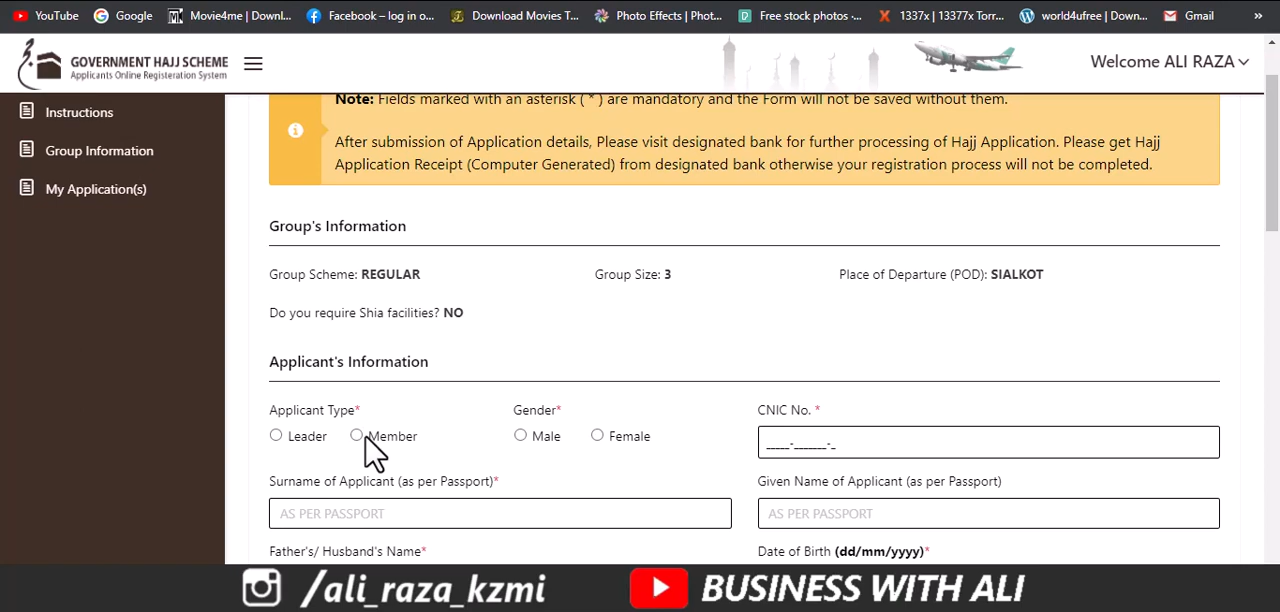 YouTube Google Movie4me | Downl... Facebook – log in o... Download Movies T... Photo Effects | Phot... Free stock photos -... 1337x | 13377x Torr... world4ufree | Down... Gmail »
GOVERNMENT HAJJ SCHEME
Applicants Online Registeration System
Welcome ALI RAZA
Instructions
Group Information
My Application(s)
Note: Fields marked with an asterisk ( * ) are mandatory and the Form will not be saved without them.
After submission of Application details, Please visit designated bank for further processing of Hajj Application. Please get Hajj
Application Receipt (Computer Generated) from designated bank otherwise your registration process will not be completed.
Group's Information
Group Scheme: REGULAR Group Size: 3 Place of Departure (POD): SIALKOT
Do you require Shia facilities? NO
Applicant's Information
Applicant Type* Gender* CNIC No. *
Leader Member Male Female _____-_______-_
Surname of Applicant (as per Passport)* Given Name of Applicant (as per Passport)
AS PER PASSPORT AS PER PASSPORT
Father's/ Husband's Name* Date of Birth (dd/mm/yyyy)*
/ali_raza_kzmi BUSINESS WITH ALI